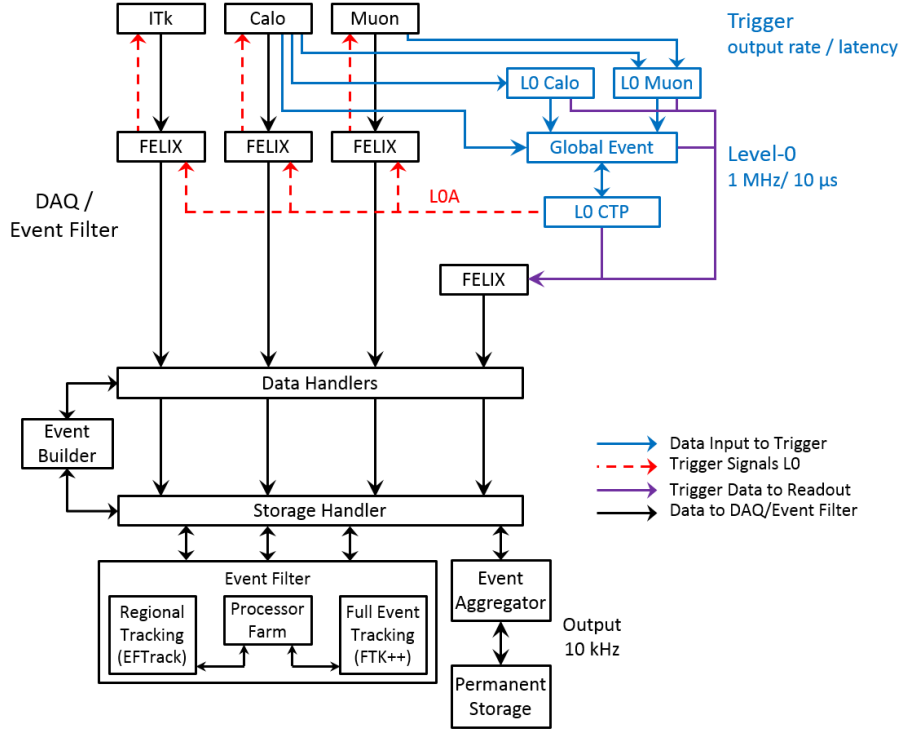 ITk
Calo
Muon
Trigger
output rate / latency
L0 Calo
L0 Muon
FELIX
FELIX
FELIX
Global Event
Level-0
1 MHz/ 10 µs
DAQ /
Event Filter
L0A
L0 CTP
FELIX
Data Handlers
Event
Builder
Data Input to Trigger
Trigger Signals L0
Trigger Data to Readout
Data to DAQ/Event Filter
Storage Handler
Event Filter
Regional
Tracking
(EFTrack)
Processor
Farm
Full Event
Tracking
(FTK++)
Event
Aggregator
Output
10 kHz
Permanent
Storage